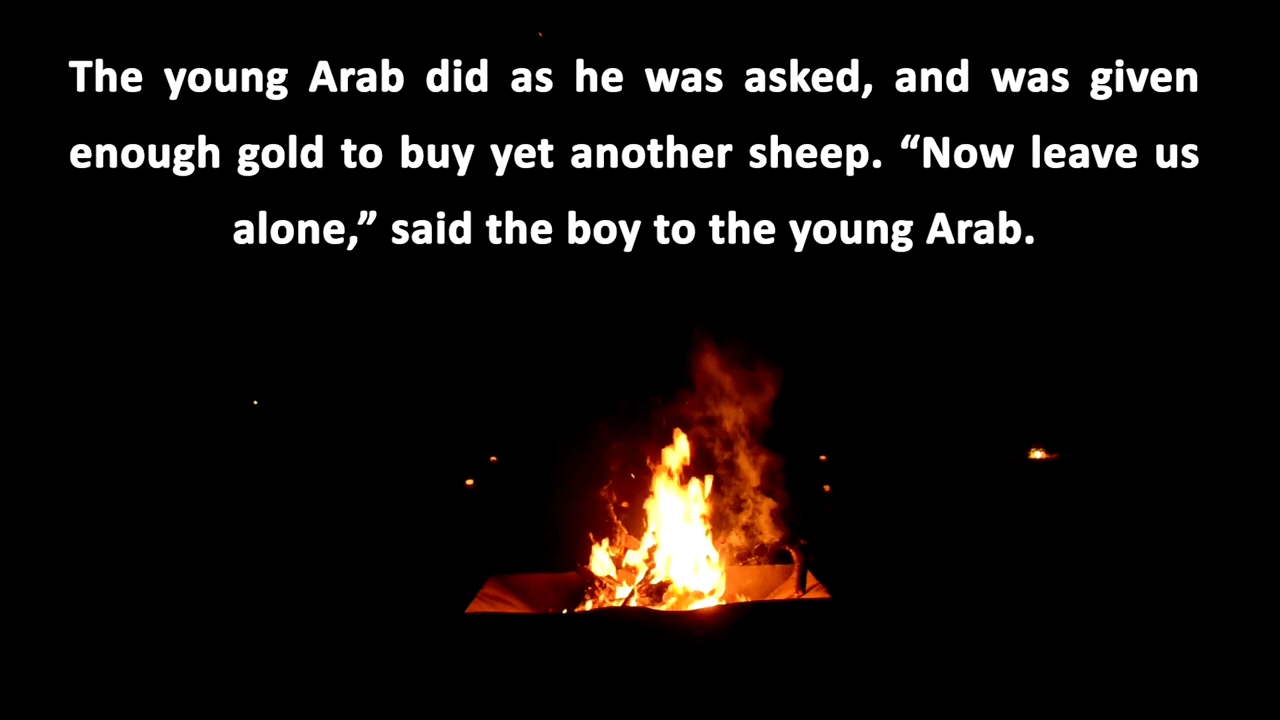 The young Arab did as he was asked, and was given
enough gold to buy yet another sheep. “Now leave us
alone,” said the boy to the young Arab.